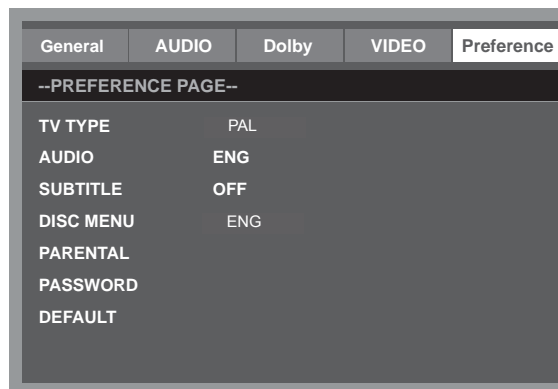 General AUDIO Dolby VIDEO Preference
--PREFERENCE PAGE--
TV TYPE PAL
AUDIO ENG
SUBTITLE OFF
DISC MENU ENG
PARENTAL
PASSWORD
DEFAULT